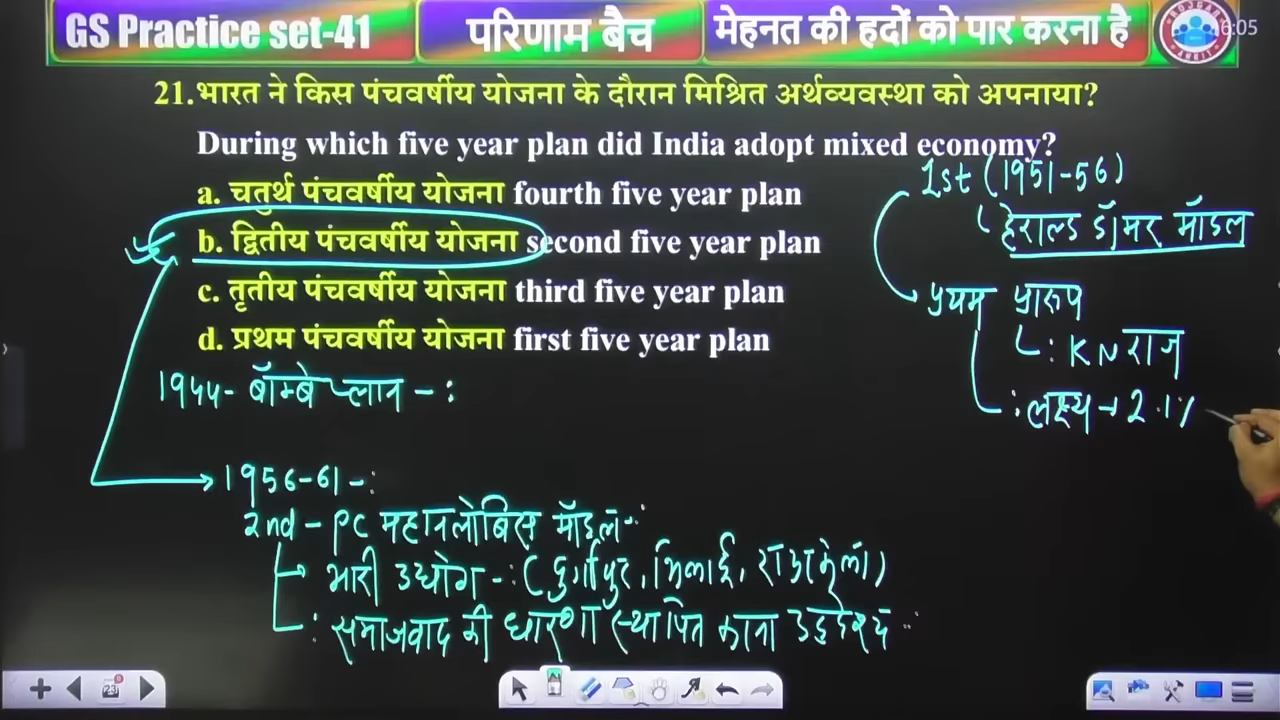 GS Practice set-41
परिणाम बैच
मेहनत की हदों को पार करना है
6:05
21.भारत ने किस पंचवर्षीय योजना के दौरान मिश्रित अर्थव्यवस्था को अपनाया?
During which five year plan did India adopt mixed economy?
a. चतुर्थ पंचवर्षीय योजना fourth five year plan
b. द्वितीय पंचवर्षीय योजना second five year plan
c. तृतीय पंचवर्षीय योजना third five year plan
d. प्रथम पंचवर्षीय योजना first five year plan
1st (1951-56)
हेराल्ड डॉमर मॉडल
प्रथम प्रारुप
: KN राज
: लक्ष्य → 2.1%
1944- बॉम्बे प्लान - :
1956-61 - :
2nd - PC महानलोबिस मॉडल - :
भारी उद्योग - : (दुर्गापुर, भिलाई, राउरकेला)
: समाजवाद की धारणा स्थापित करना उद्देश्य
23